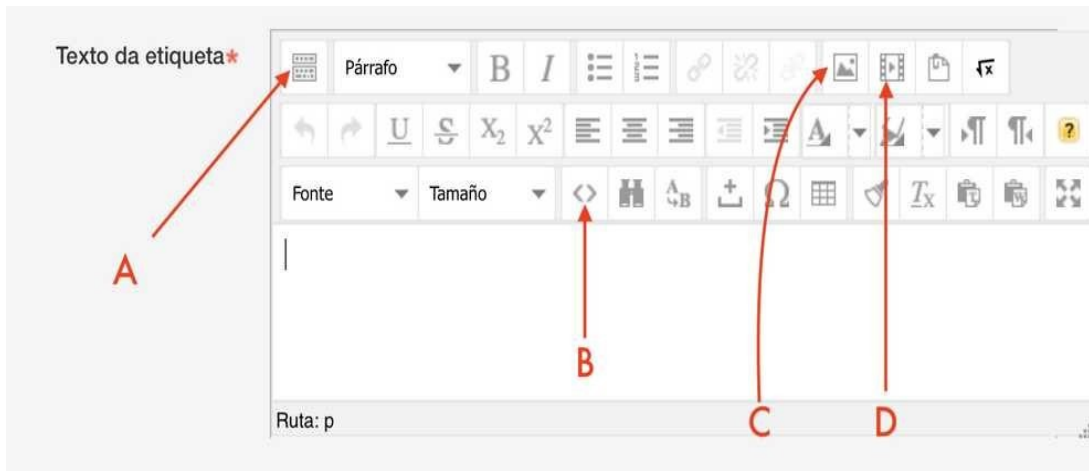 Texto da etiqueta*
Párrafo B I
U S X₂ X²
Fonte Tamaño
A
B
C
D
Ruta: p